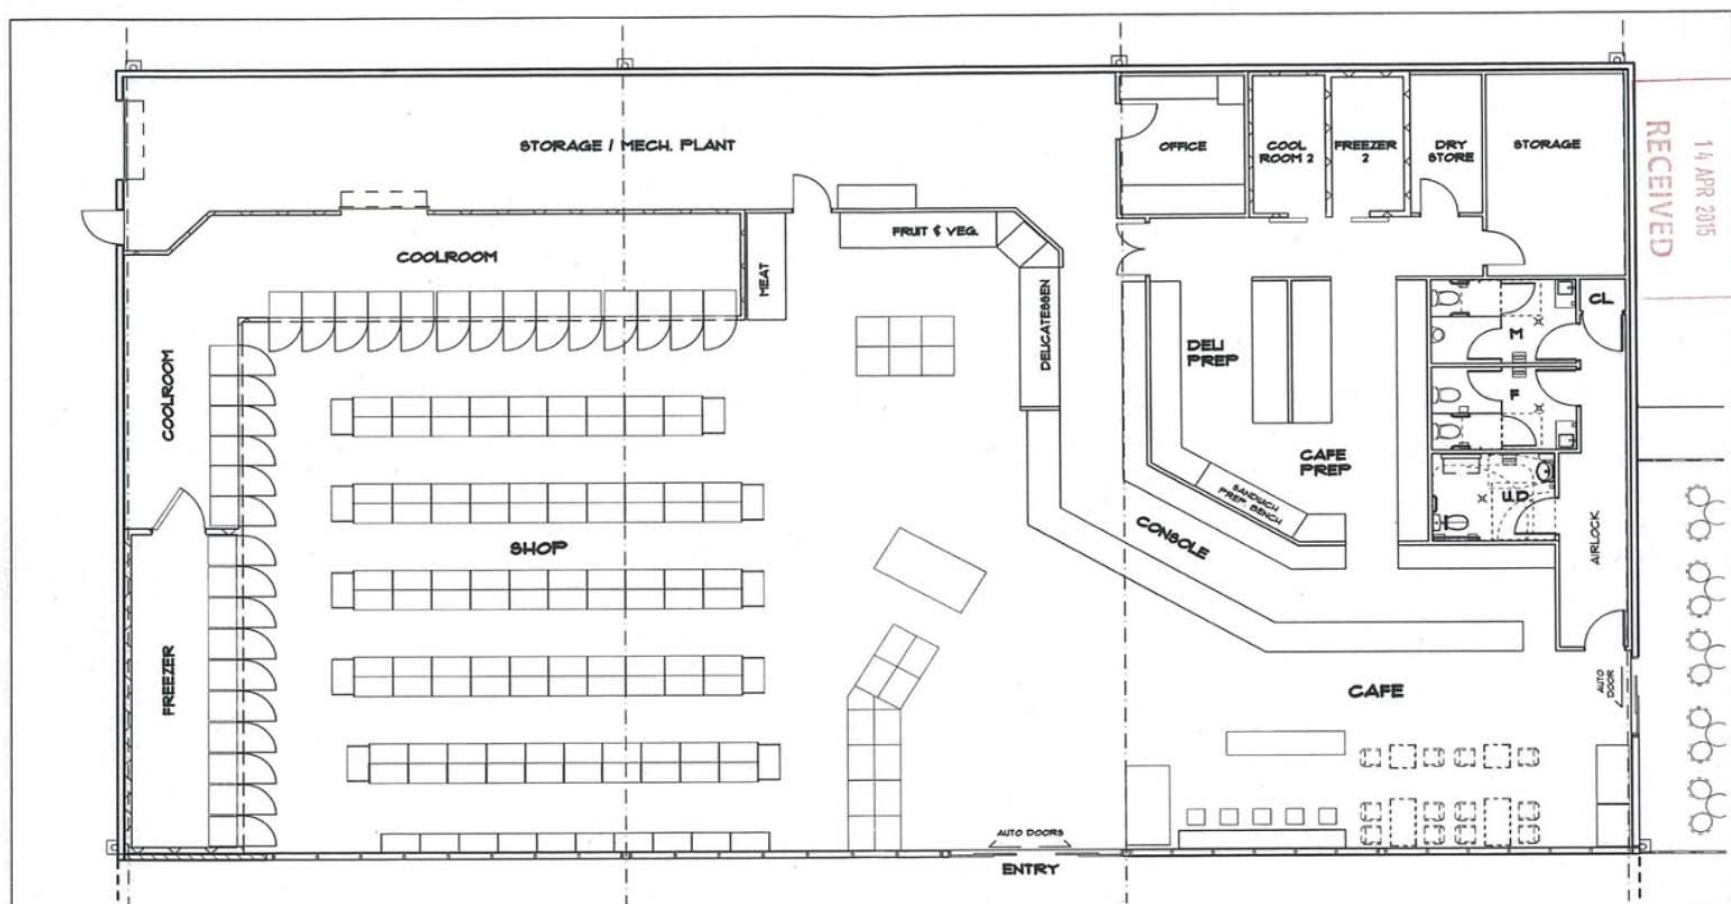 STORAGE / MECH. PLANT
OFFICE
COOL
ROOM 2
FREEZER
2
DRY
STORE
STORAGE
14 APR 2015
RECEIVED
COOLROOM
MEAT
FRUIT & VEG.
DELICATESSEN
CL
M
F
U.D.
DELI
PREP
CAFE
PREP
SANDWICH
PREP BENCH
CONSOLE
AIRLOCK
COOLROOM
SHOP
FREEZER
CAFE
AUTO
DOOR
AUTO DOORS
ENTRY